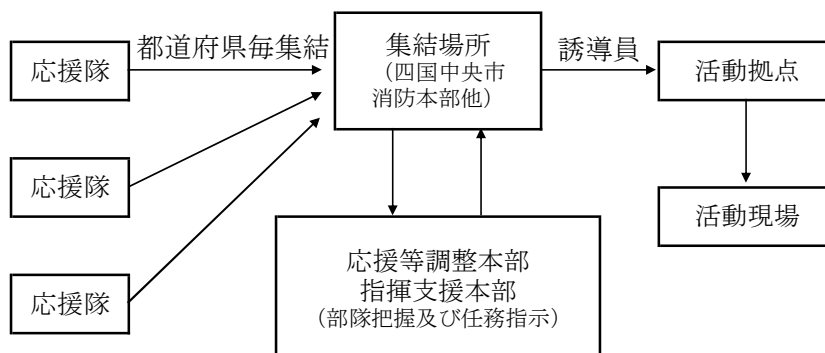 応援隊
都道府県毎集結
集結場所
（四国中央市
消防本部他）
誘導員
活動拠点
応援隊
活動現場
応援隊
応援等調整本部
指揮支援本部
（部隊把握及び任務指示）